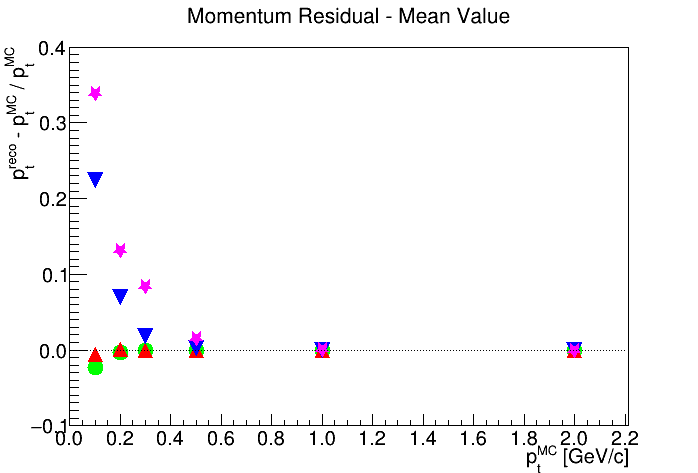 Momentum Residual - Mean Value
p_t^reco - p_t^MC / p_t^MC
0.4
0.3
0.2
0.1
0.0
−0.1
0.0 0.2 0.4 0.6 0.8 1.0 1.2 1.4 1.6 1.8 2.0 2.2
p_t^MC [GeV/c]